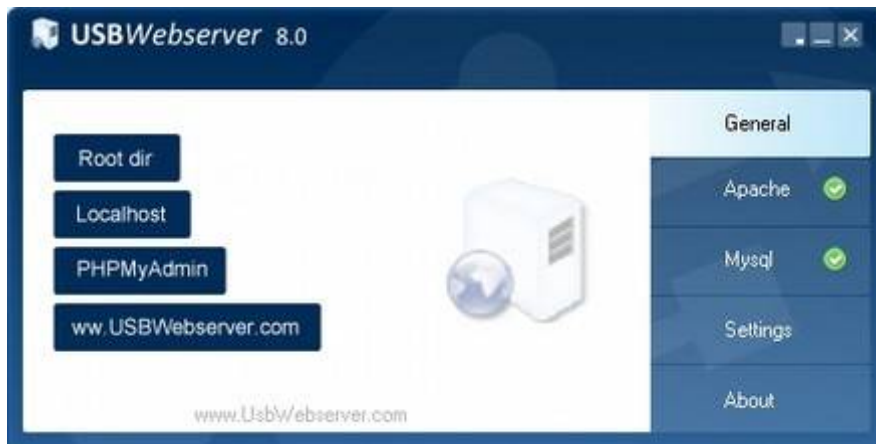 USBWebserver 8.0
Root dir
Localhost
PHPMyAdmin
ww.USBWebserver.com
www.UsbWebserver.com
General
Apache
Mysql
Settings
About